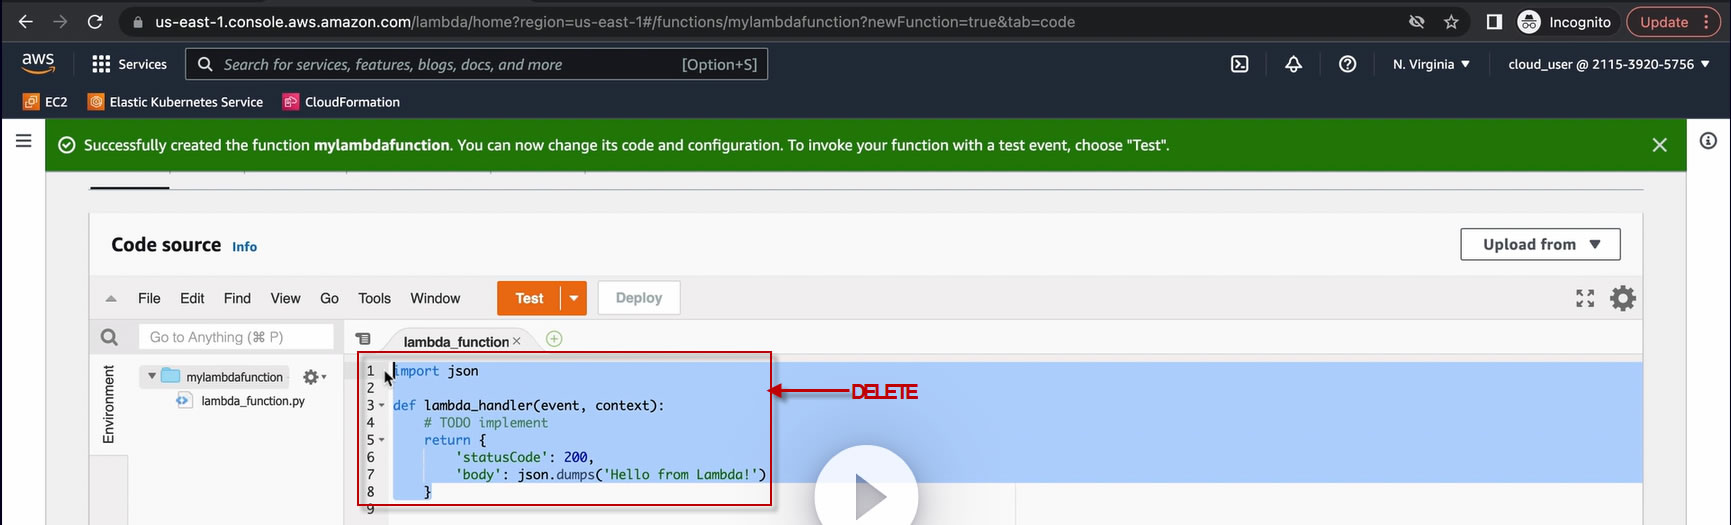 us-east-1.console.aws.amazon.com/lambda/home?region=us-east-1#/functions/mylambdafunction?newFunction=true&tab=code
Incognito
Update
aws
Services
Search for services, features, blogs, docs, and more
[Option+S]
N. Virginia
cloud_user @ 2115-3920-5756
EC2
Elastic Kubernetes Service
CloudFormation
Successfully created the function mylambdafunction. You can now change its code and configuration. To invoke your function with a test event, choose "Test".
Code source
Info
Upload from
File
Edit
Find
View
Go
Tools
Window
Test
Deploy
Go to Anything (⌘ P)
lambda_function
Environment
mylambdafunction
lambda_function.py
1 import json
2
3 def lambda_handler(event, context):
4 # TODO implement
5 return {
6 'statusCode': 200,
7 'body': json.dumps('Hello from Lambda!')
8 }
9
DELETE